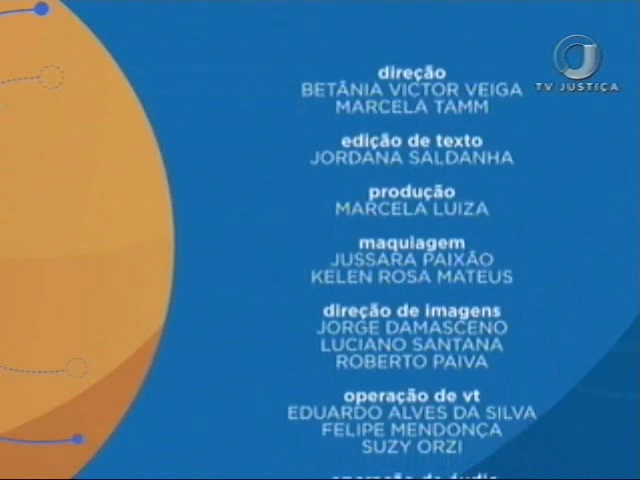 direção
BETÂNIA VICTOR VEIGA
MARCELA TAMM
TV JUSTIÇA
edição de texto
JORDANA SALDANHA
produção
MARCELA LUIZA
maquiagem
JUSSARA PAIXÃO
KELEN ROSA MATEUS
direção de imagens
JORGE DAMASCENO
LUCIANO SANTANA
ROBERTO PAIVA
operação de vt
EDUARDO ALVES DA SILVA
FELIPE MENDONÇA
SUZY ORZI